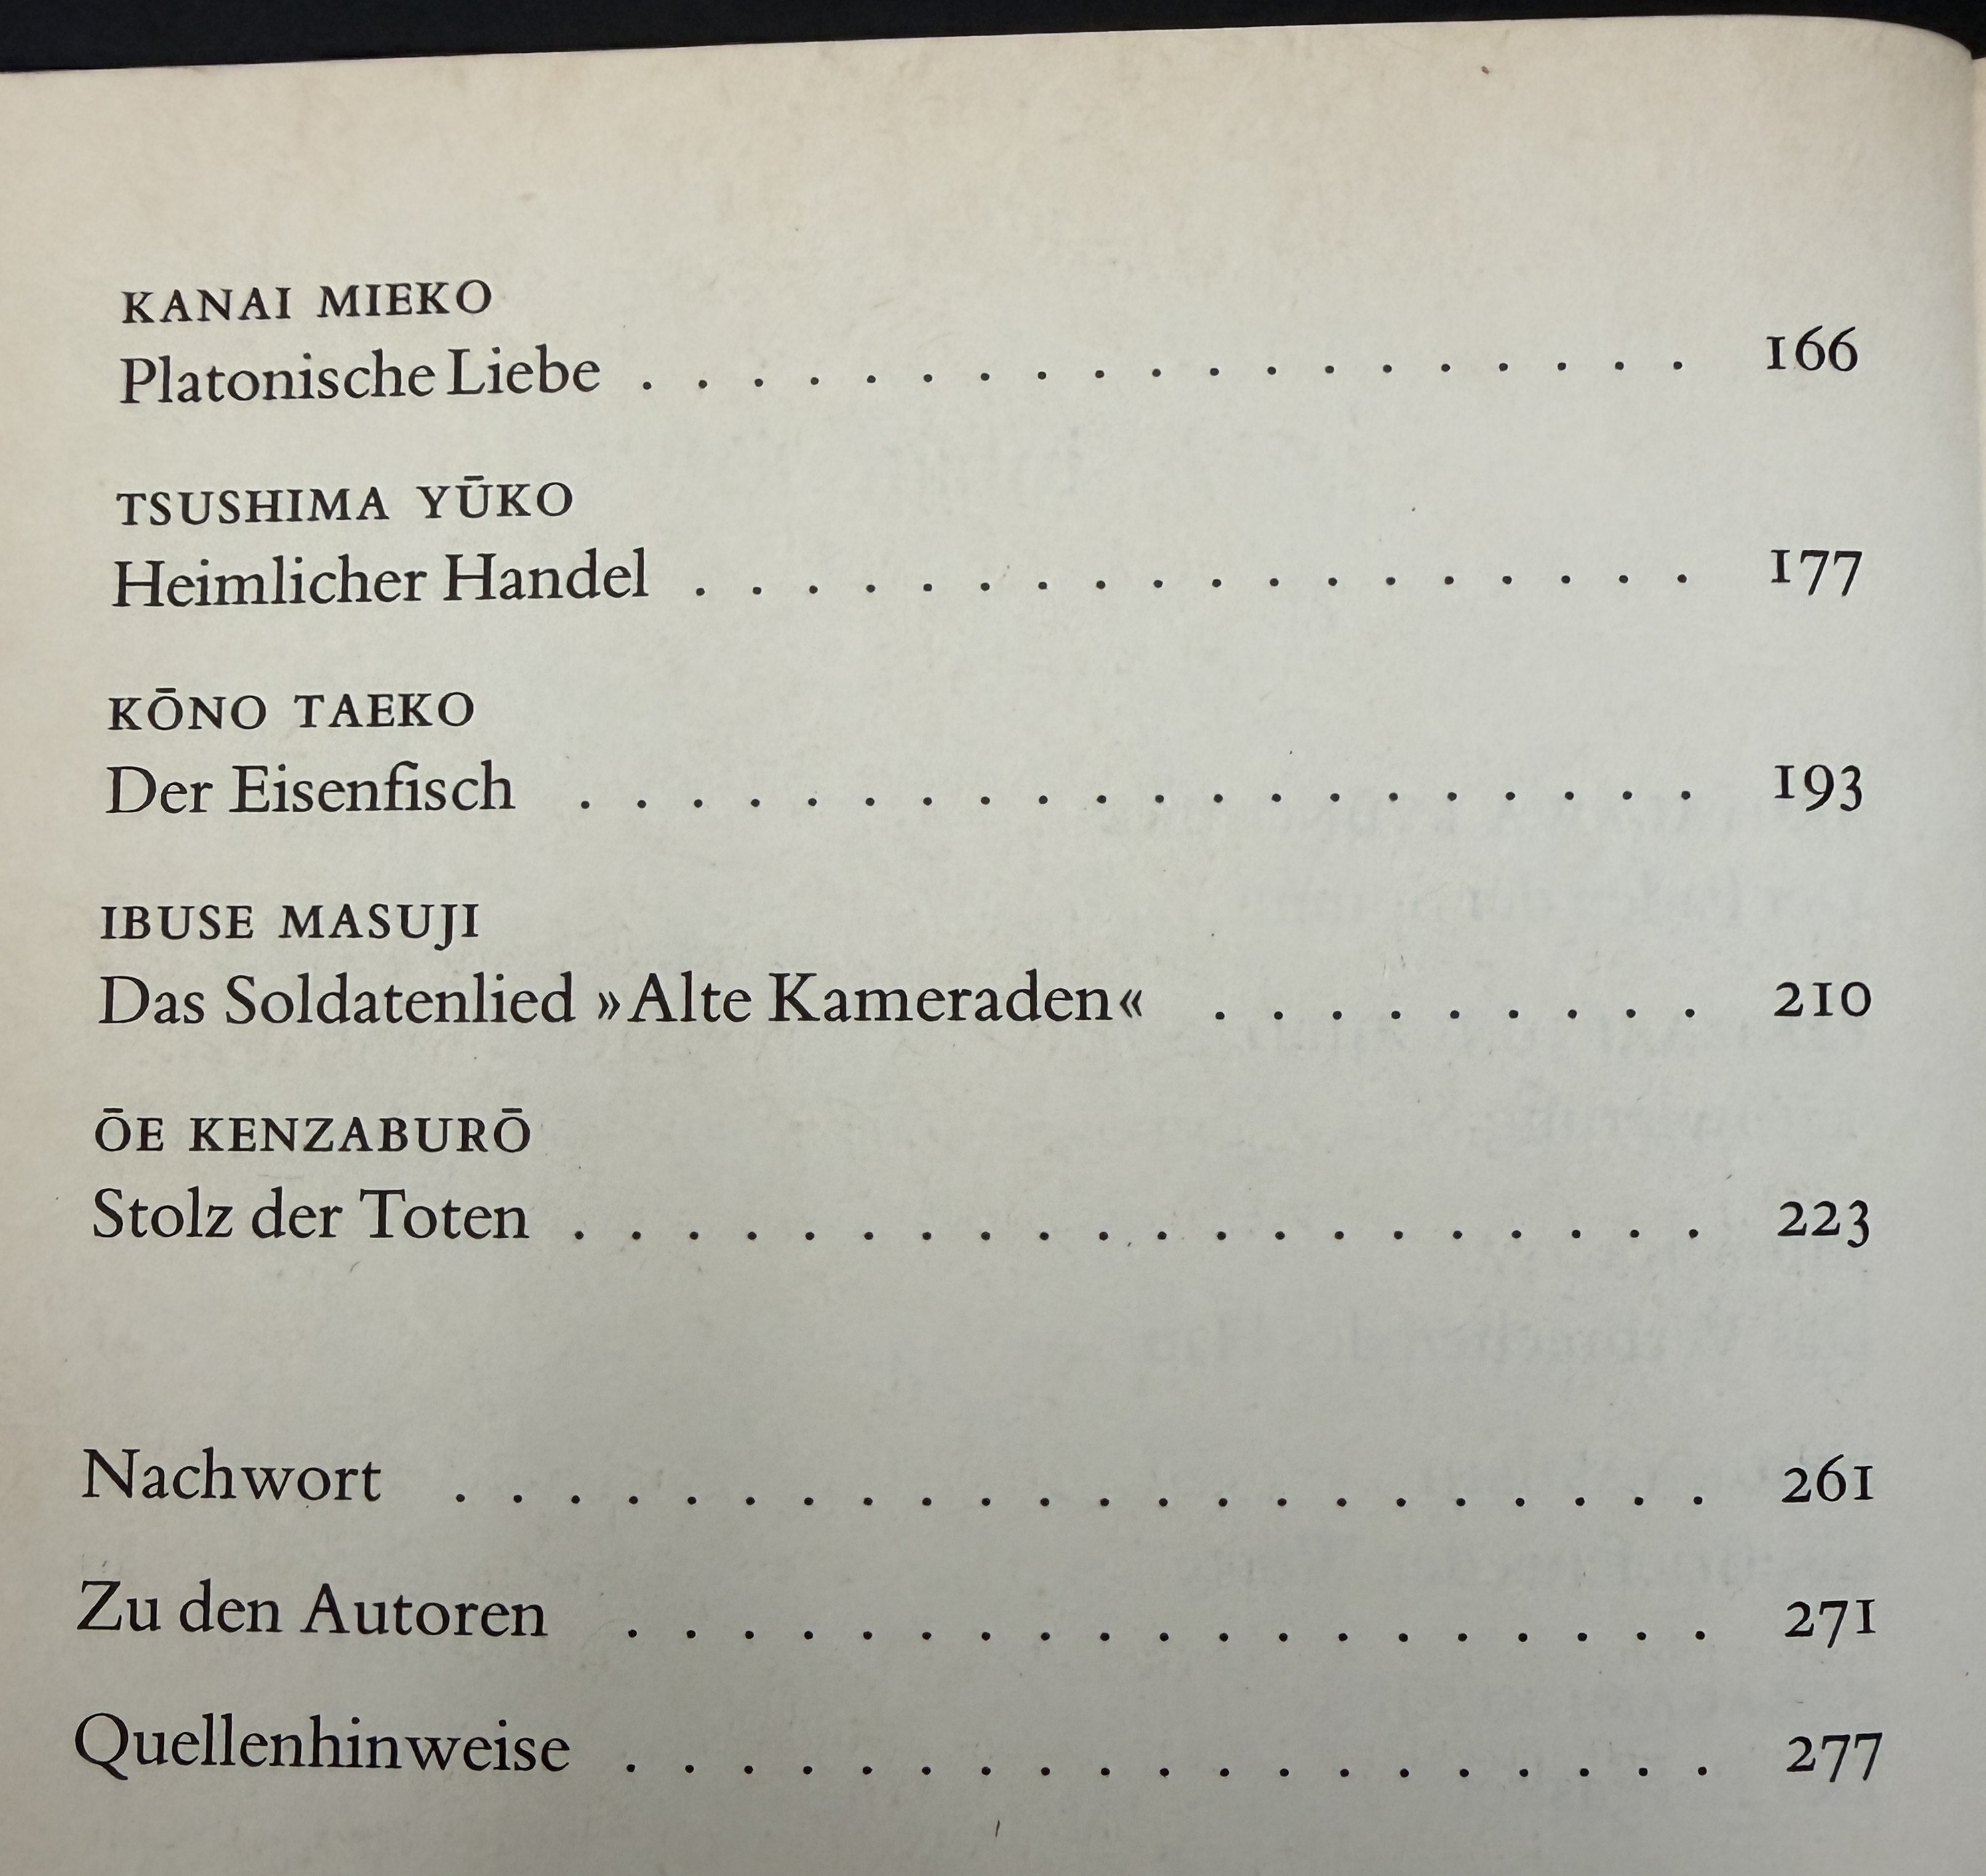 KANAI MIEKO
Platonische Liebe . . . . . . . . . . . . . . . . . . . 166
TSUSHIMA YŪKO
Heimlicher Handel . . . . . . . . . . . . . . . . . . 177
KŌNO TAEKO
Der Eisenfisch . . . . . . . . . . . . . . . . . . . . 193
IBUSE MASUJI
Das Soldatenlied »Alte Kameraden« . . . . . . . . . 210
ŌE KENZABURŌ
Stolz der Toten . . . . . . . . . . . . . . . . . . . . 223
Nachwort . . . . . . . . . . . . . . . . . . . . . . 261
Zu den Autoren . . . . . . . . . . . . . . . . . . . 271
Quellenhinweise . . . . . . . . . . . . . . . . . . . 277